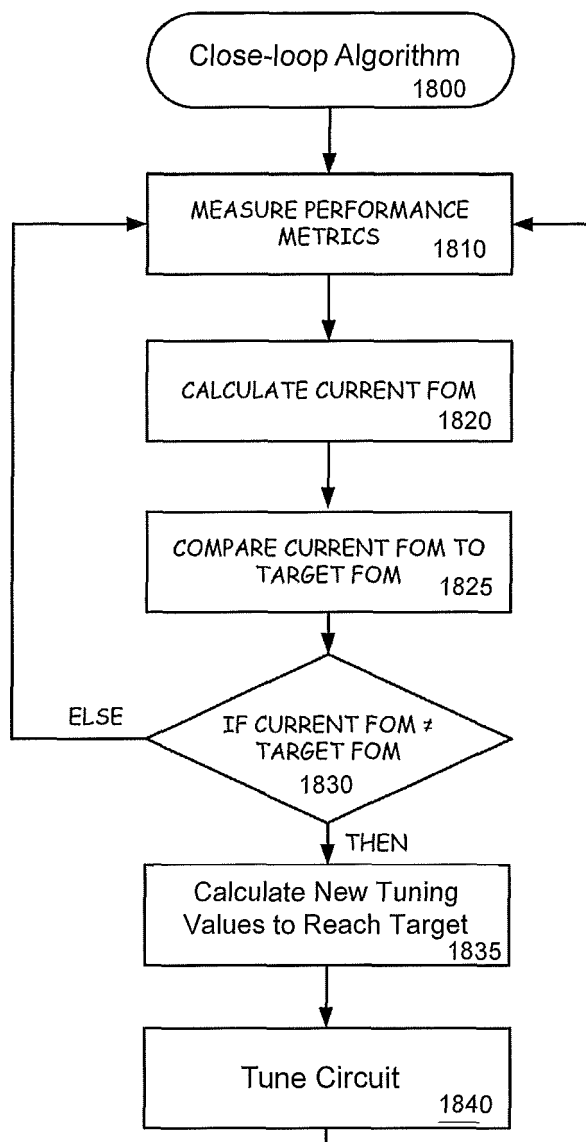 Close-loop Algorithm
1800
MEASURE PERFORMANCE
METRICS
1810
CALCULATE CURRENT FOM
1820
COMPARE CURRENT FOM TO
TARGET FOM
1825
ELSE
IF CURRENT FOM ≠
TARGET FOM
1830
THEN
Calculate New Tuning
Values to Reach Target
1835
Tune Circuit
1840